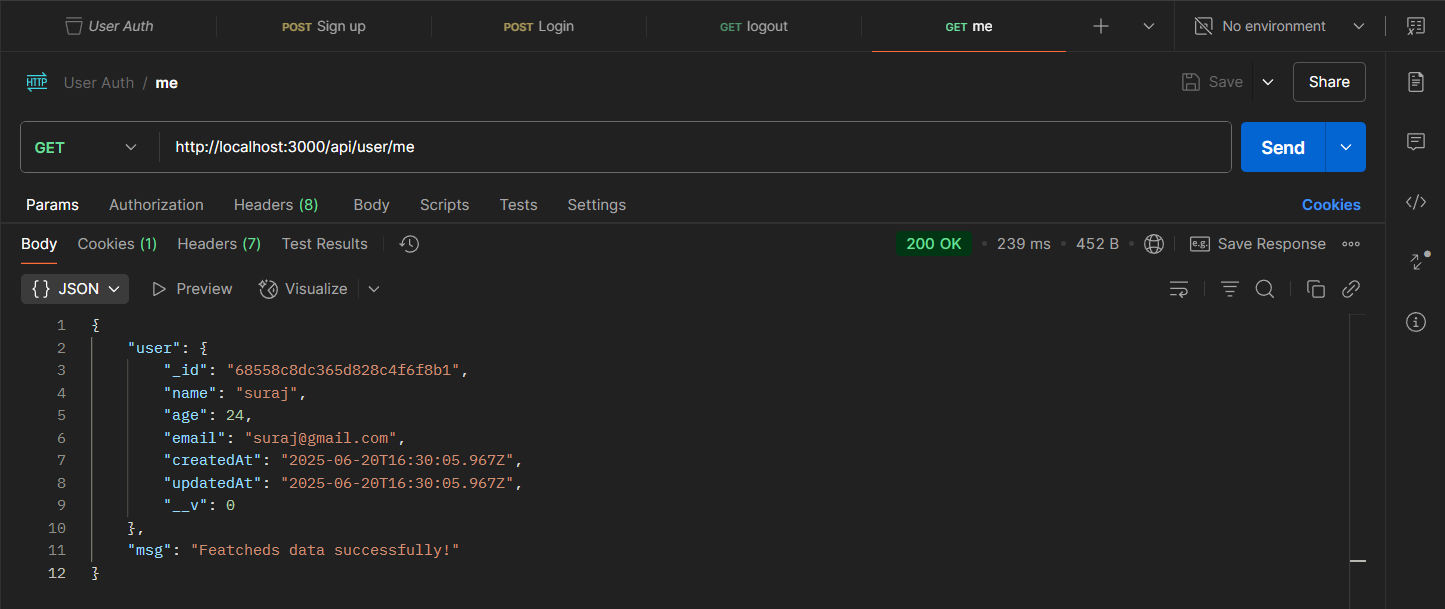 User Auth POST Sign up POST Login GET logout GET me No environment
HTTP User Auth / me Save Share
GET http://localhost:3000/api/user/me Send
Params Authorization Headers (8) Body Scripts Tests Settings Cookies
Body Cookies (1) Headers (7) Test Results 200 OK 239 ms 452 B e.g. Save Response
{} JSON Preview Visualize
1 {
2 "user": {
3 "_id": "68558c8dc365d828c4f6f8b1",
4 "name": "suraj",
5 "age": 24,
6 "email": "suraj@gmail.com",
7 "createdAt": "2025-06-20T16:30:05.967Z",
8 "updatedAt": "2025-06-20T16:30:05.967Z",
9 "__v": 0
10 },
11 "msg": "Featcheds data successfully!"
12 }